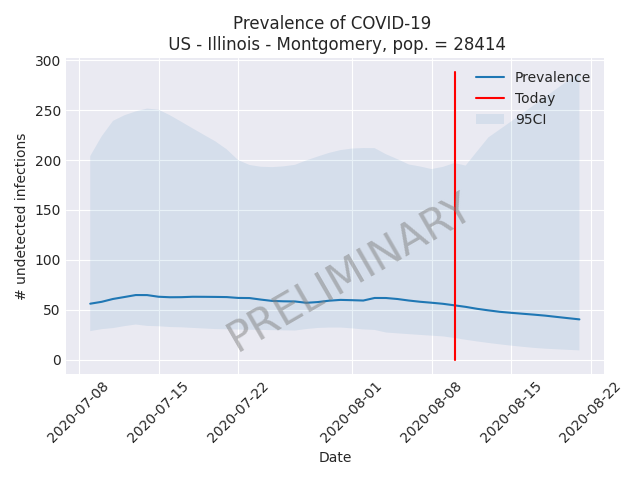 Prevalence of COVID-19
US - Illinois - Montgomery, pop. = 28414
300
250
200
150
100
50
0
# undetected infections
Prevalence
Today
95CI
PRELIMINARY
2020-07-08
2020-07-15
2020-07-22
2020-08-01
2020-08-08
2020-08-15
2020-08-22
Date